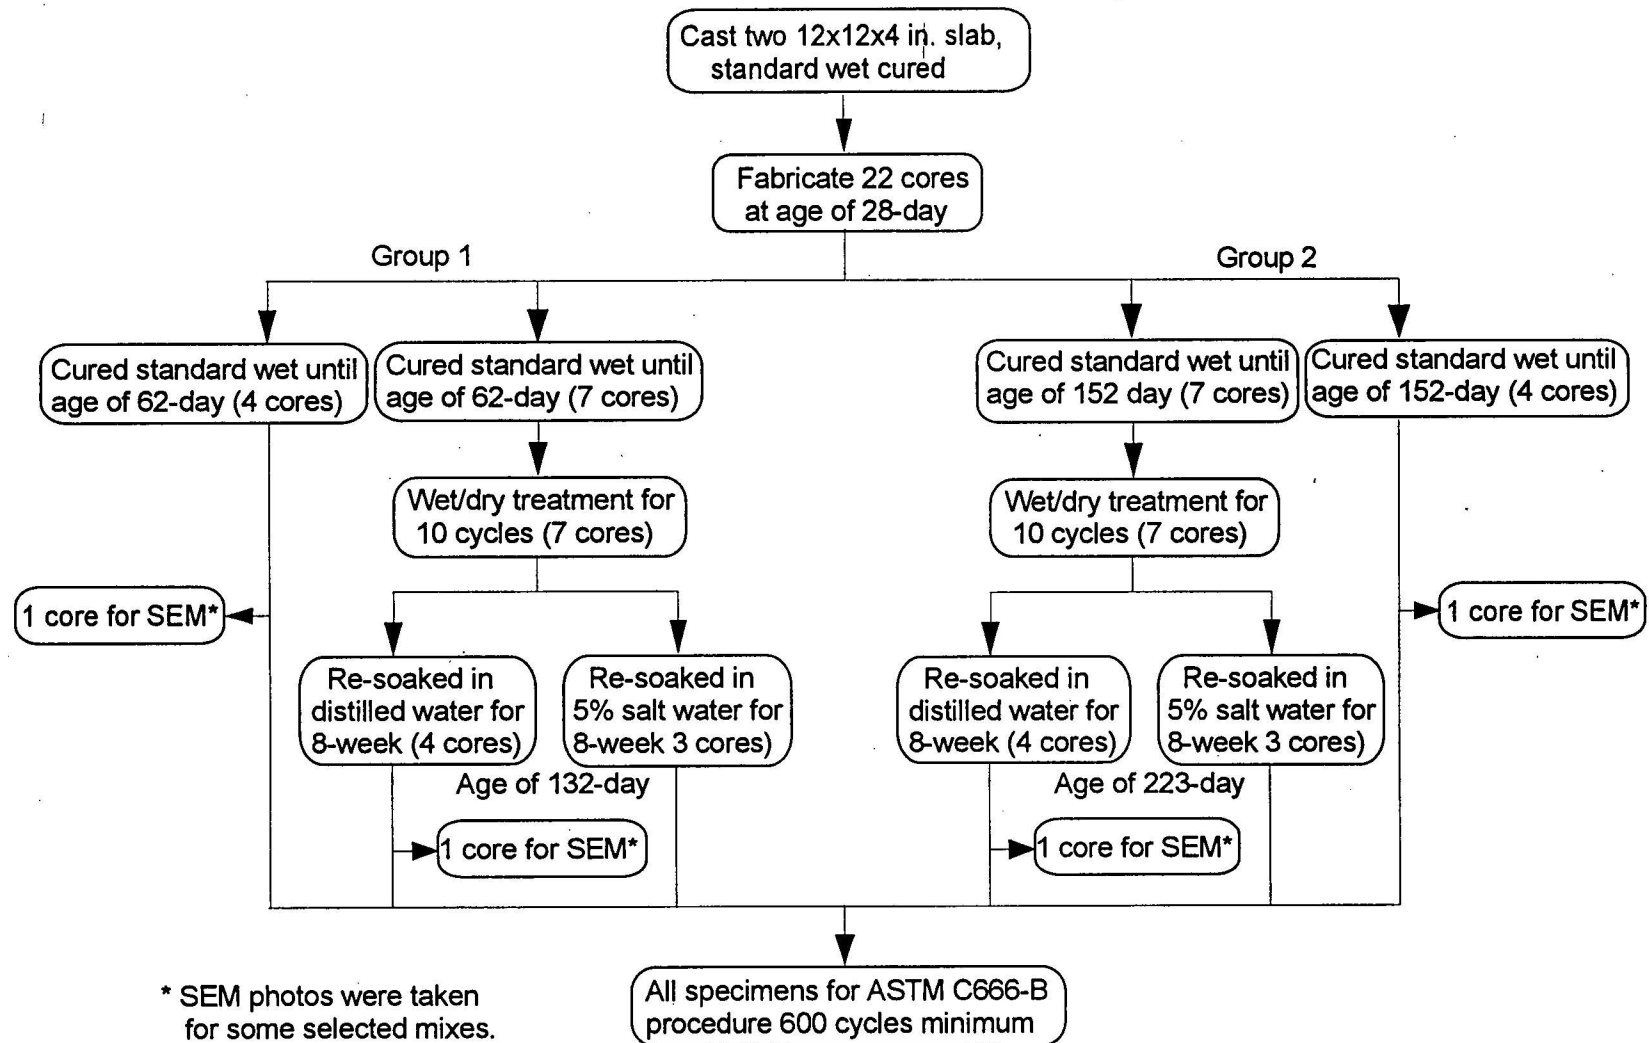 Cast two 12x12x4 in. slab,
standard wet cured
Fabricate 22 cores
at age of 28-day
Group 1
Group 2
Cured standard wet until
age of 62-day (4 cores)
Cured standard wet until
age of 62-day (7 cores)
Cured standard wet until
age of 152 day (7 cores)
Cured standard wet until
age of 152-day (4 cores)
Wet/dry treatment for
10 cycles (7 cores)
Wet/dry treatment for
10 cycles (7 cores)
1 core for SEM*
1 core for SEM*
Re-soaked in
distilled water for
8-week (4 cores)
Re-soaked in
5% salt water for
8-week 3 cores)
Re-soaked in
distilled water for
8-week (4 cores)
Re-soaked in
5% salt water for
8-week 3 cores)
Age of 132-day
Age of 223-day
1 core for SEM*
1 core for SEM*
* SEM photos were taken
for some selected mixes.
All specimens for ASTM C666-B
procedure 600 cycles minimum